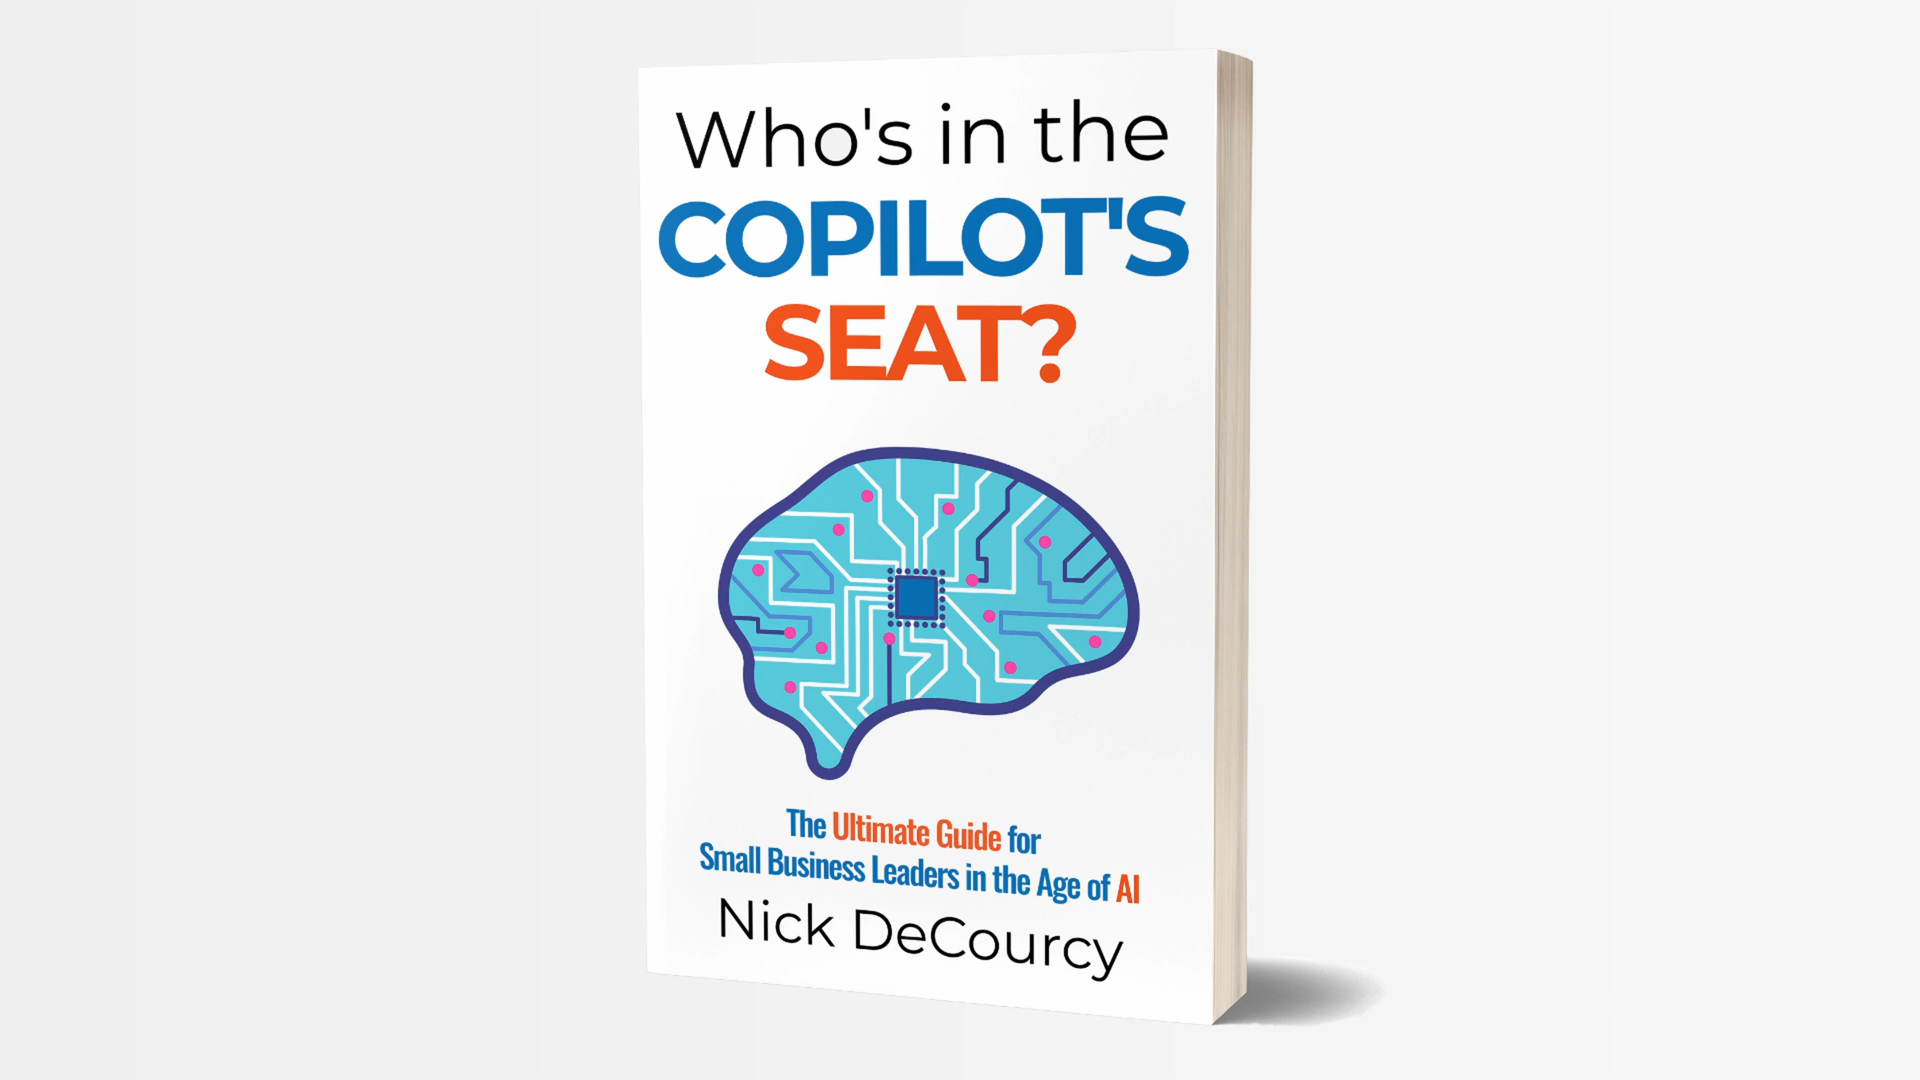 Who's in the
COPILOT'S
SEAT?
The Ultimate Guide for
Small Business Leaders in the Age of AI
Nick DeCourcy